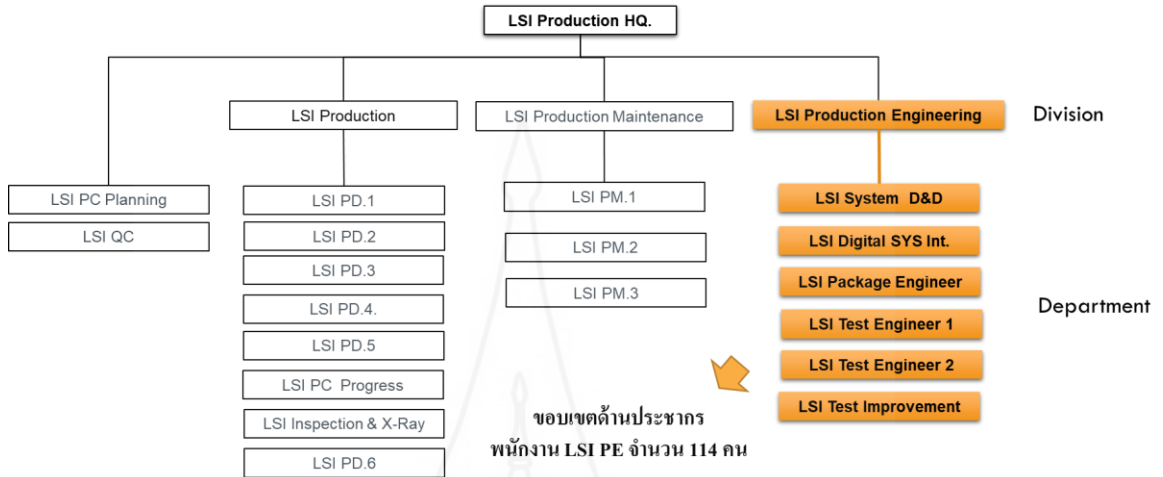 LSI Production HQ.
LSI Production
LSI Production Maintenance
LSI Production Engineering
Division
LSI PC Planning
LSI QC
LSI PD.1
LSI PD.2
LSI PD.3
LSI PD.4.
LSI PD.5
LSI PC Progress
LSI Inspection & X-Ray
LSI PD.6
LSI PM.1
LSI PM.2
LSI PM.3
LSI System D&D
LSI Digital SYS Int.
LSI Package Engineer
LSI Test Engineer 1
LSI Test Engineer 2
LSI Test Improvement
Department
ขอบเขตด้านประชากร
พนักงาน LSI PE จำนวน 114 คน